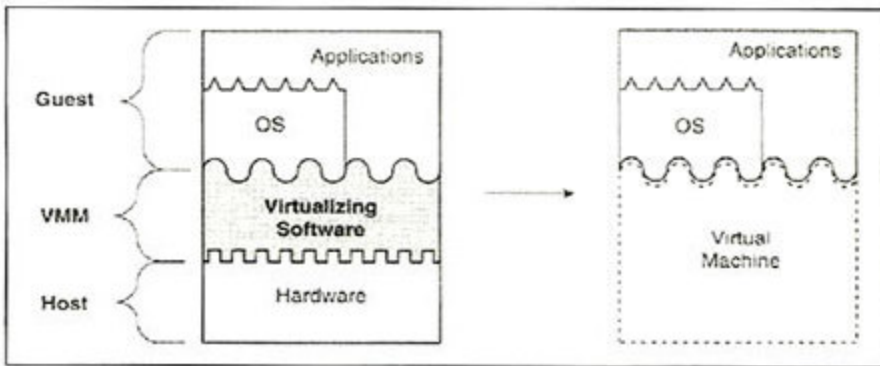 Guest
VMM
Host
Applications
OS
Virtualizing
Software
Hardware
Applications
OS
Virtual
Machine